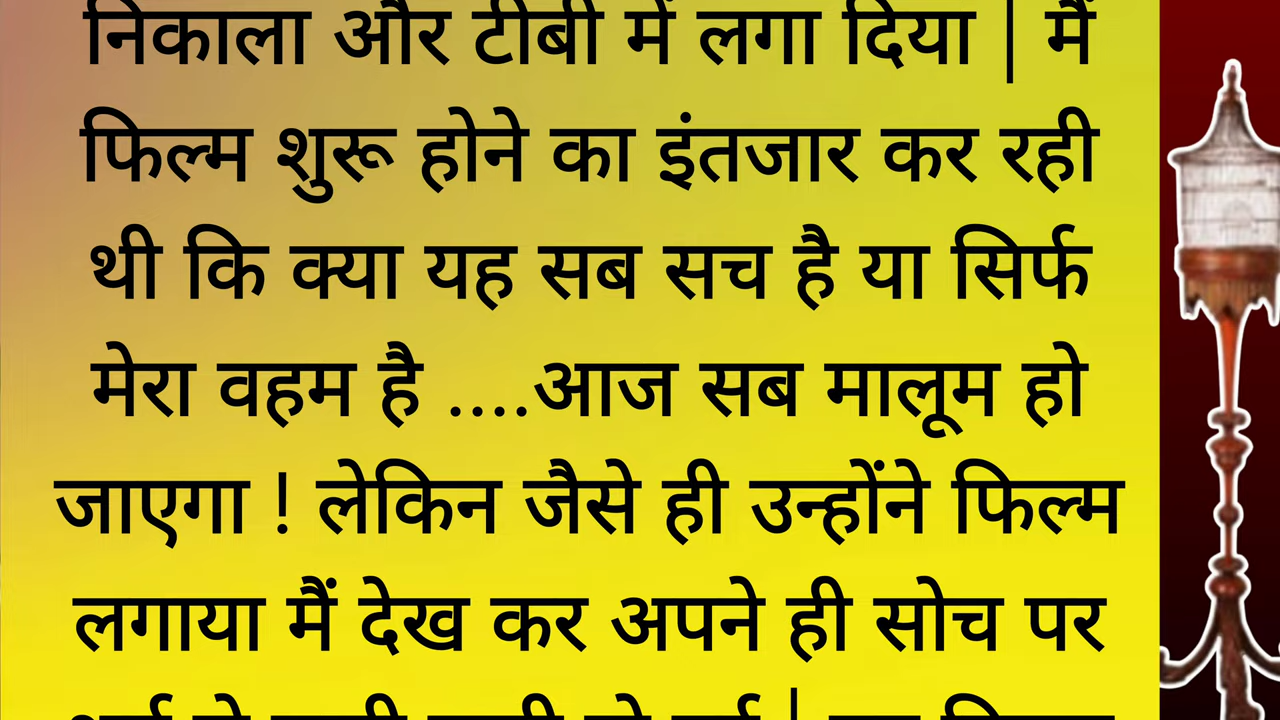 निकाला और टीबी में लगा दिया | मैं
फिल्म शुरू होने का इंतजार कर रही
थी कि क्या यह सब सच है या सिर्फ
मेरा वहम है ....आज सब मालूम हो
जाएगा ! लेकिन जैसे ही उन्होंने फिल्म
लगाया मैं देख कर अपने ही सोच पर